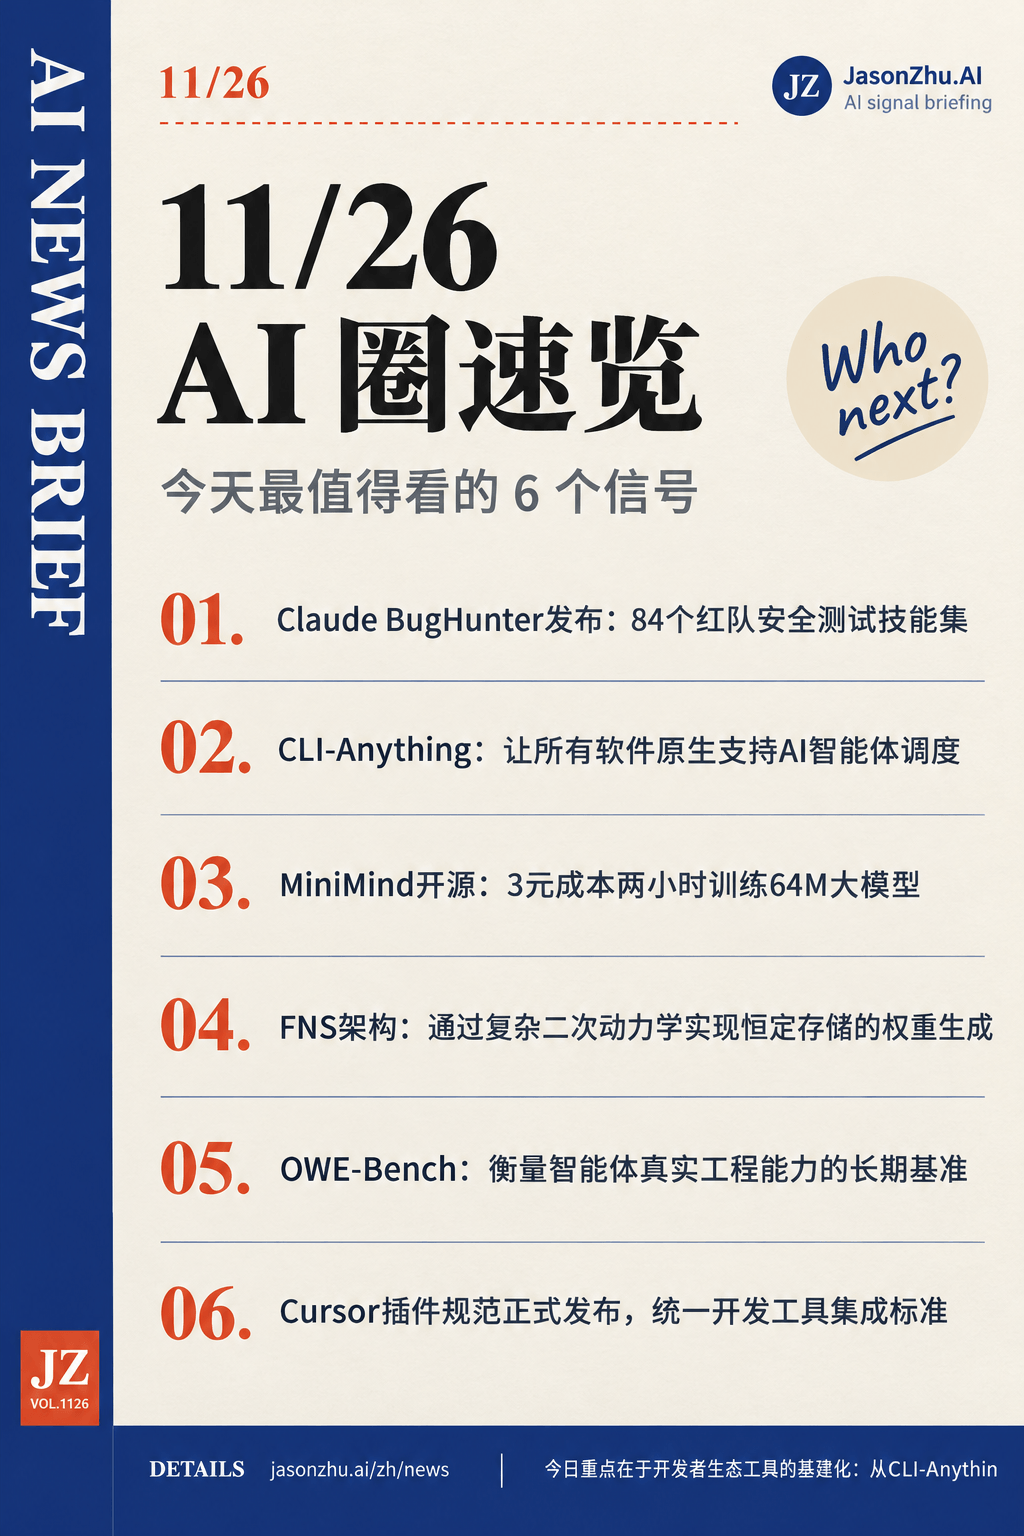 AI NEWS BRIEF
11/26
JZ
JasonZhu.AI
AI signal briefing
11/26
AI 圈速览
Who
next?
今天最值得看的 6 个信号
01. Claude BugHunter发布：84个红队安全测试技能集
02. CLI-Anything：让所有软件原生支持AI智能体调度
03. MiniMind开源：3元成本两小时训练64M大模型
04. FNS架构：通过复杂二次动力学实现恒定存储的权重生成
05. OWE-Bench：衡量智能体真实工程能力的长期基准
06. Cursor插件规范正式发布，统一开发工具集成标准
JZ
VOL.1126
DETAILS jasonzhu.ai/zh/news
今日重点在于开发者生态工具的基建化：从CLI-Anythin